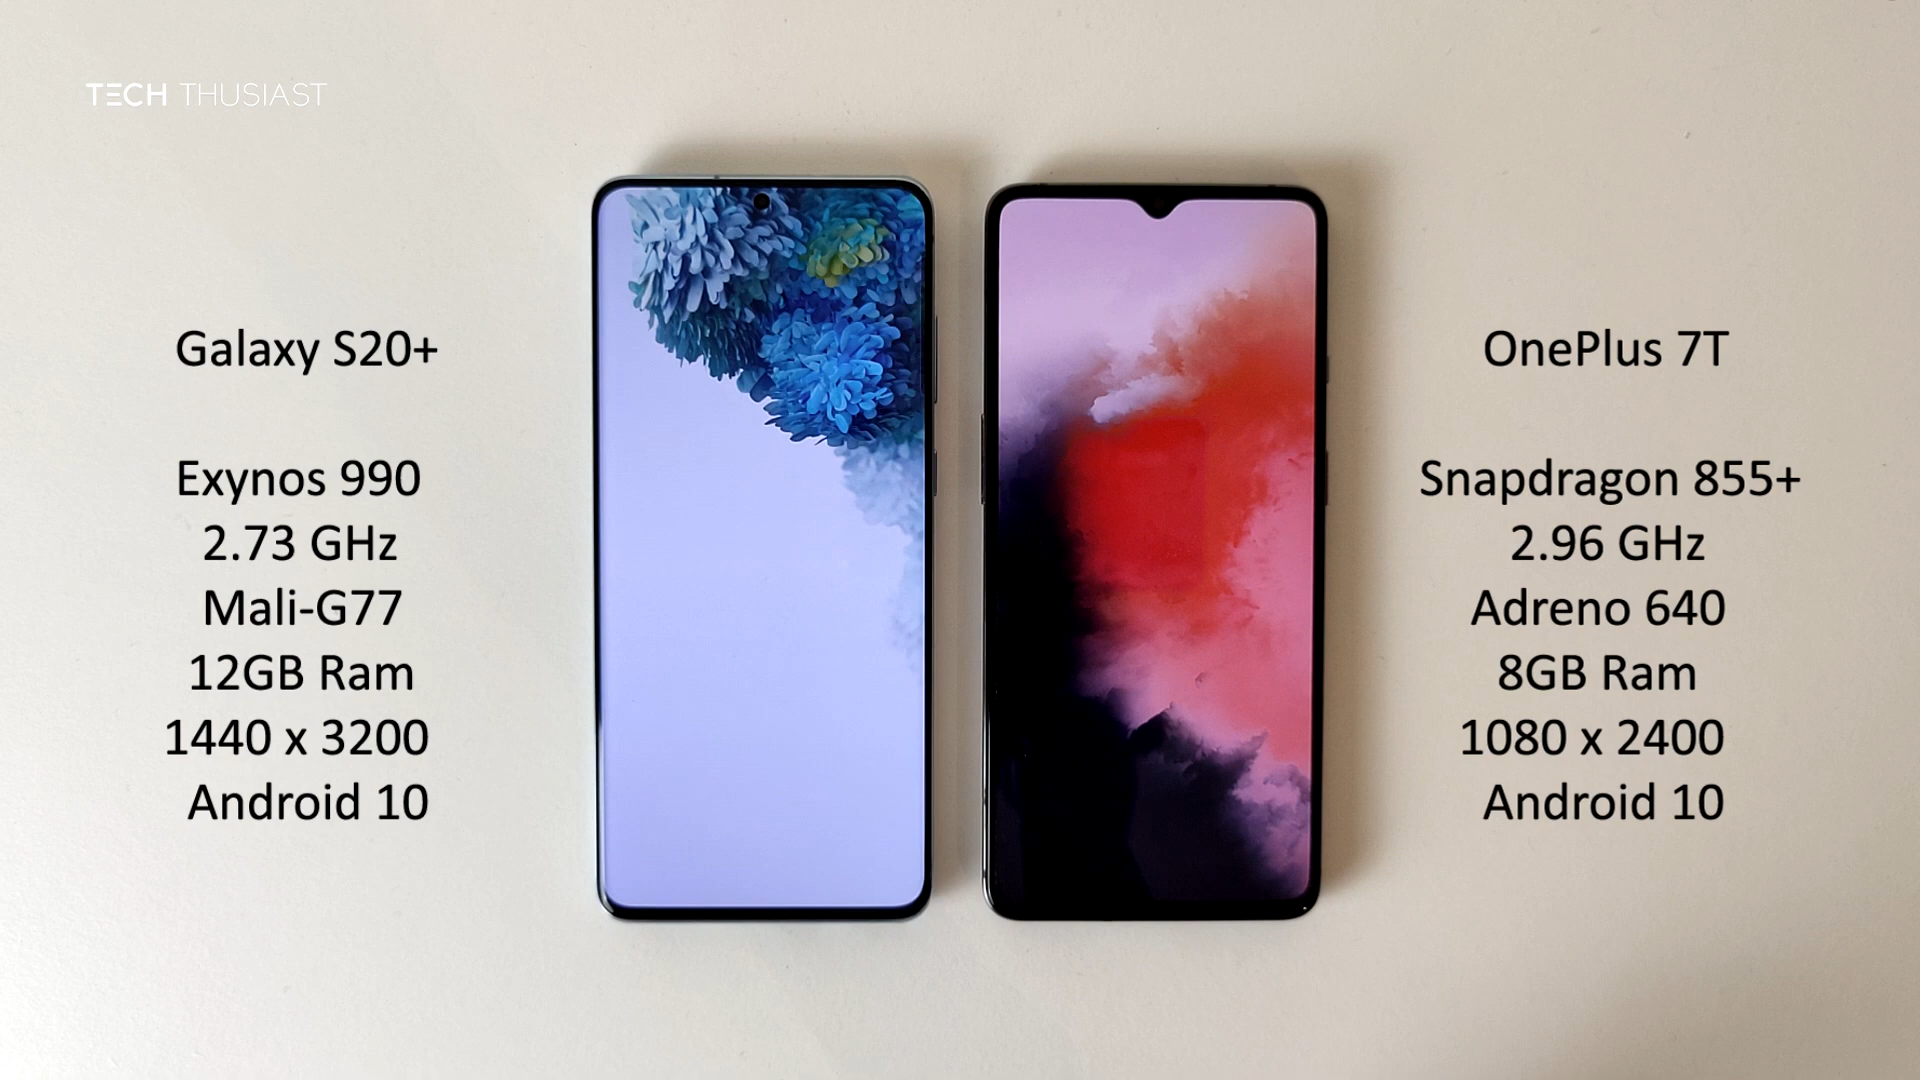 TECH THUSIAST
Galaxy S20+
Exynos 990
2.73 GHz
Mali-G77
12GB Ram
1440 x 3200
Android 10
OnePlus 7T
Snapdragon 855+
2.96 GHz
Adreno 640
8GB Ram
1080 x 2400
Android 10